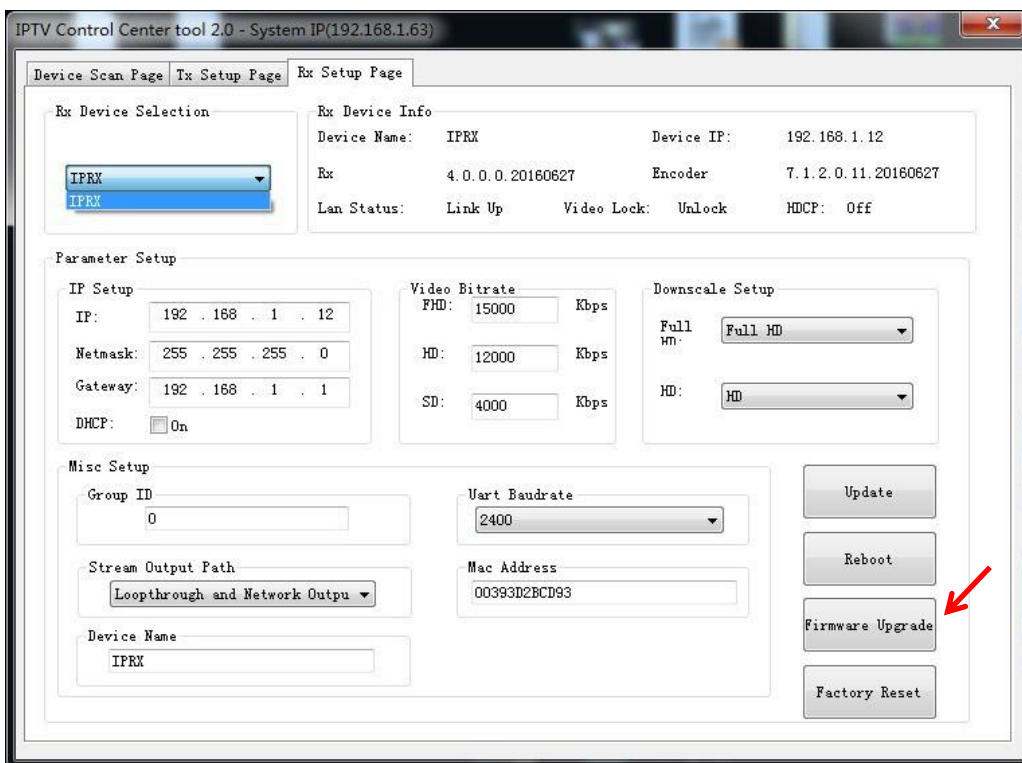 IPTV Control Center tool 2.0 - System IP(192.168.1.63)
Device Scan Page Tx Setup Page Rx Setup Page
Rx Device Selection
IPRX
IPRX
Rx Device Info
Device Name: IPRX Device IP: 192.168.1.12
Rx 4.0.0.0.20160627 Encoder 7.1.2.0.11.20160627
Lan Status: Link Up Video Lock: Unlock HDCP: Off
Parameter Setup
IP Setup
IP: 192 . 168 . 1 . 12
Netmask: 255 . 255 . 255 . 0
Gateway: 192 . 168 . 1 . 1
DHCP: On
Video Bitrate
FHD: 15000 Kbps
HD: 12000 Kbps
SD: 4000 Kbps
Downscale Setup
Full
HD:
Full HD
HD: HD
Misc Setup
Group ID
0
Uart Baudrate
2400
Stream Output Path
Loopthrough and Network Outpu
Mac Address
00393D2BCD93
Device Name
IPRX
Update
Reboot
Firmware Upgrade
Factory Reset